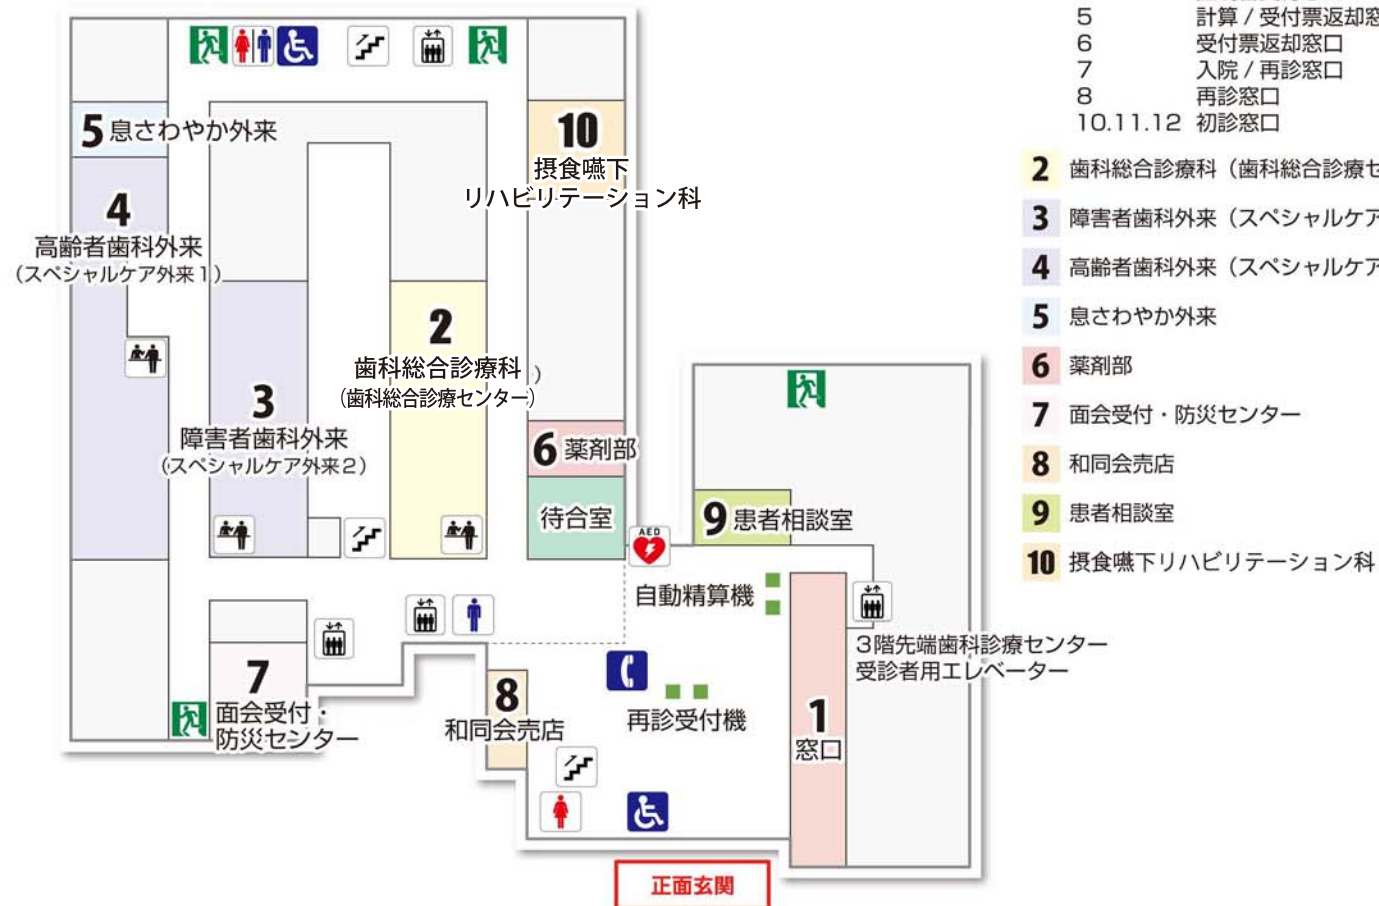 5 息さわやか外来
4
高齢者歯科外来
(スペシャルケア外来1)
10
摂食嚥下
リハビリテーション科
2
歯科総合診療科
(歯科総合診療センター)
3
障害者歯科外来
(スペシャルケア外来2)
6 薬剤部
待合室
AED
9 患者相談室
自動精算機
3階先端歯科診療センター
受診者用エレベーター
7
面会受付・
防災センター
8
和同会売店
再診受付機
1
窓口
正面玄関
5 計算 / 受付票返却窓
6 受付票返却窓口
7 入院 / 再診窓口
8 再診窓口
10.11.12 初診窓口
2 歯科総合診療科（歯科総合診療セ
3 障害者歯科外来（スペシャルケア
4 高齢者歯科外来（スペシャルケア
5 息さわやか外来
6 薬剤部
7 面会受付・防災センター
8 和同会売店
9 患者相談室
10 摂食嚥下リハビリテーション科